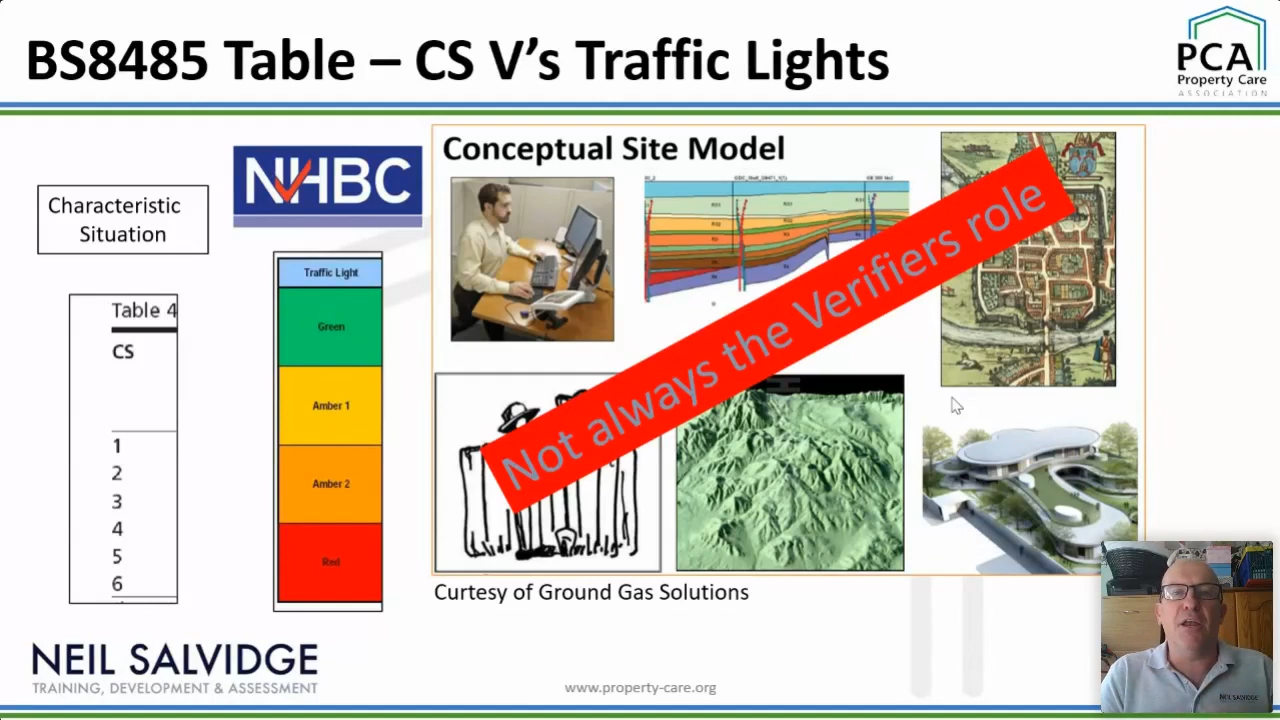 BS8485 Table – CS V’s Traffic Lights
PCA
Property Care
ASSOCIATION
Characteristic
Situation
NHBC
Conceptual Site Model
Table 4
CS
1
2
3
4
5
6
Traffic Light
Green
Amber 1
Amber 2
Red
Not always the Verifiers role
Curtesy of Ground Gas Solutions
NEIL SALVIDGE
TRAINING, DEVELOPMENT & ASSESSMENT
www.property-care.org
NEIL SALVIDGE